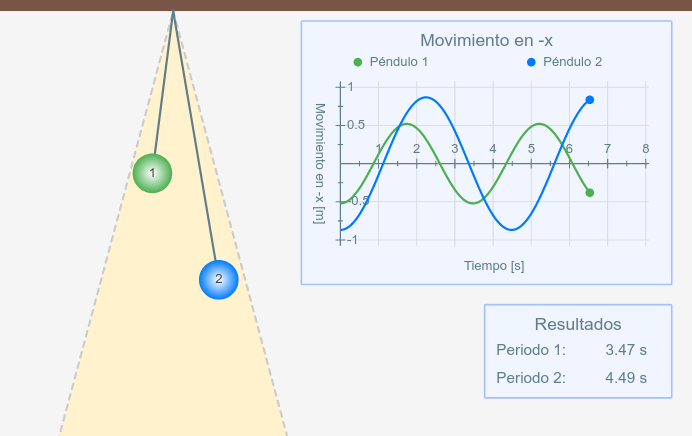 Movimiento en -x
Péndulo 1
Péndulo 2
Movimiento en -x [m]
1
0.5
-0.5
-1
1 2 3 4 5 6 7 8
Tiempo [s]
1
2
Resultados
Periodo 1: 3.47 s
Periodo 2: 4.49 s